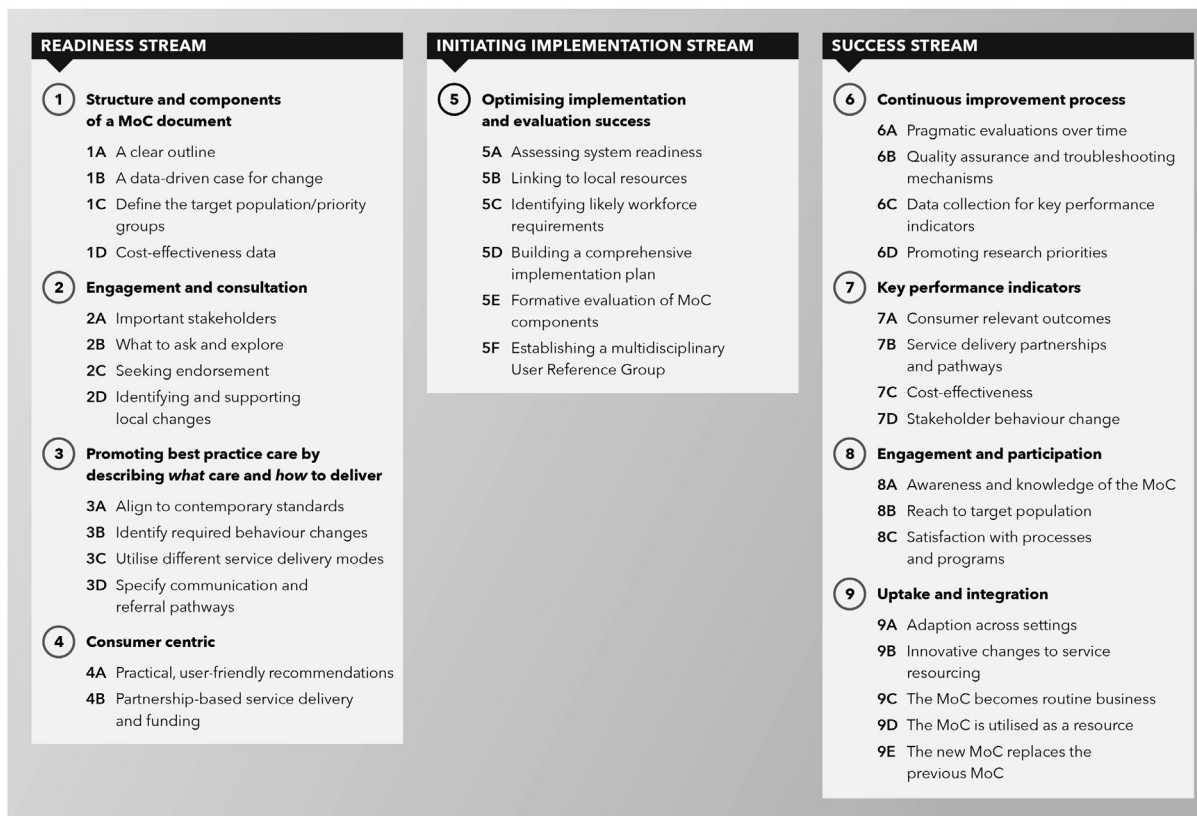 READINESS STREAM
1 Structure and components
of a MoC document
1A A clear outline
1B A data-driven case for change
1C Define the target population/priority
groups
1D Cost-effectiveness data
2 Engagement and consultation
2A Important stakeholders
2B What to ask and explore
2C Seeking endorsement
2D Identifying and supporting
local changes
3 Promoting best practice care by
describing what care and how to deliver
3A Align to contemporary standards
3B Identify required behaviour changes
3C Utilise different service delivery modes
3D Specify communication and
referral pathways
4 Consumer centric
4A Practical, user-friendly recommendations
4B Partnership-based service delivery
and funding
INITIATING IMPLEMENTATION STREAM
5 Optimising implementation
and evaluation success
5A Assessing system readiness
5B Linking to local resources
5C Identifying likely workforce
requirements
5D Building a comprehensive
implementation plan
5E Formative evaluation of MoC
components
5F Establishing a multidisciplinary
User Reference Group
SUCCESS STREAM
6 Continuous improvement process
6A Pragmatic evaluations over time
6B Quality assurance and troubleshooting
mechanisms
6C Data collection for key performance
indicators
6D Promoting research priorities
7 Key performance indicators
7A Consumer relevant outcomes
7B Service delivery partnerships
and pathways
7C Cost-effectiveness
7D Stakeholder behaviour change
8 Engagement and participation
8A Awareness and knowledge of the MoC
8B Reach to target population
8C Satisfaction with processes
and programs
9 Uptake and integration
9A Adaption across settings
9B Innovative changes to service
resourcing
9C The MoC becomes routine business
9D The MoC is utilised as a resource
9E The new MoC replaces the
previous MoC